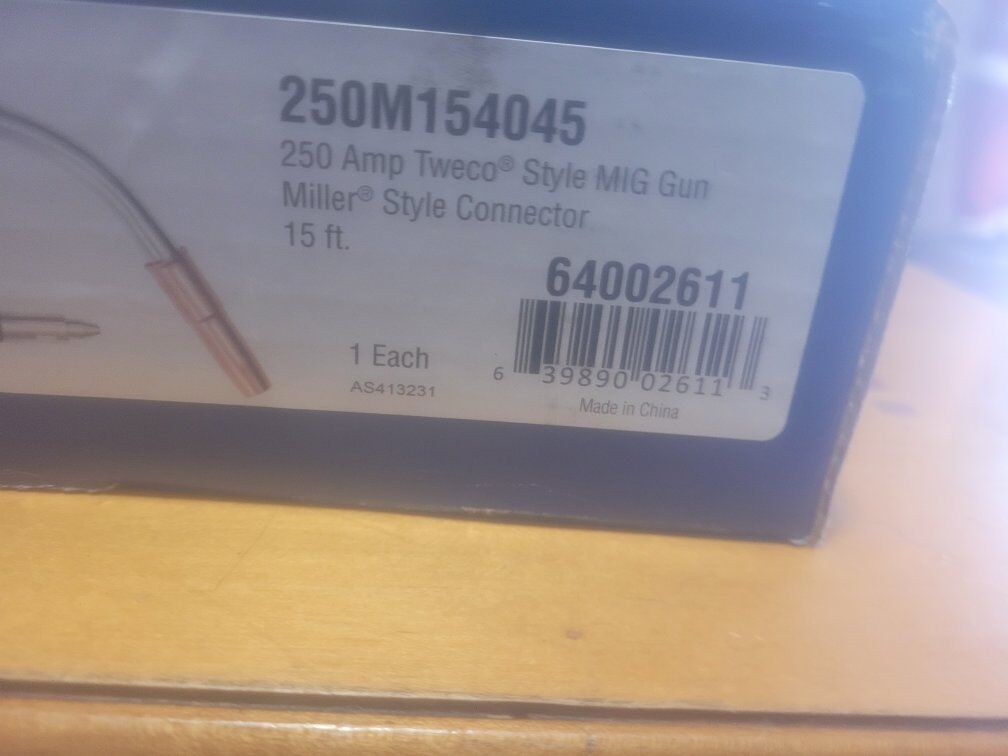 250M154045
250 Amp Tweco® Style MIG Gun
Miller® Style Connector
15 ft.
64002611
1 Each
AS413231
6 39890 02611 3
Made in China